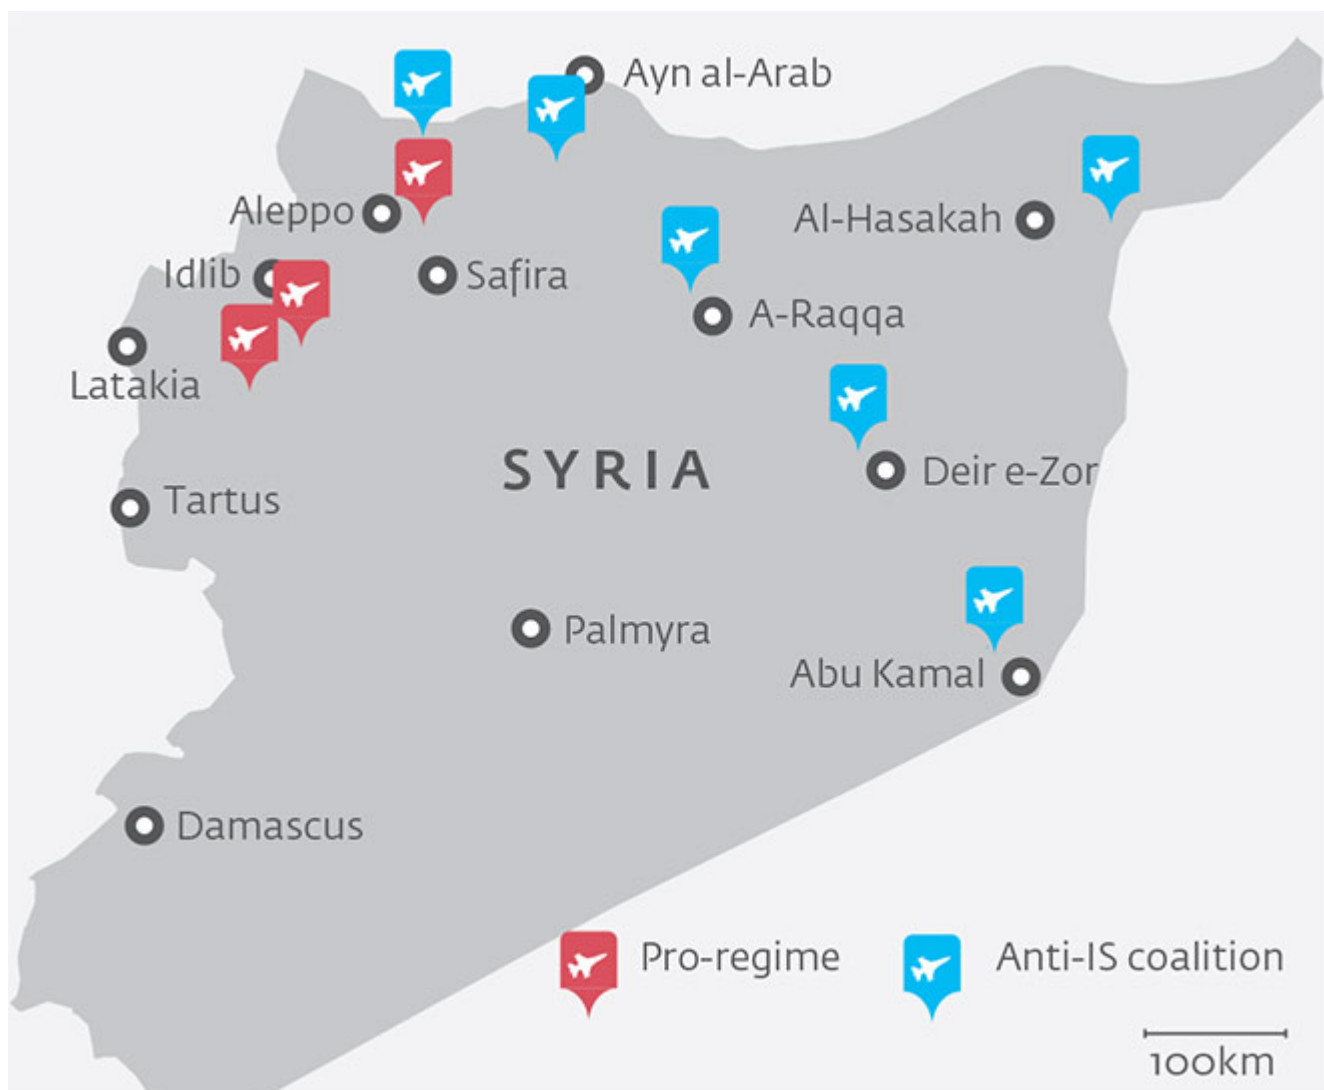 Ayn al-Arab
Aleppo
Al-Hasakah
Idlib
Safira
A-Raqqa
Latakia
SYRIA
Deir e-Zor
Tartus
Palmyra
Abu Kamal
Damascus
Pro-regime
Anti-IS coalition
100km